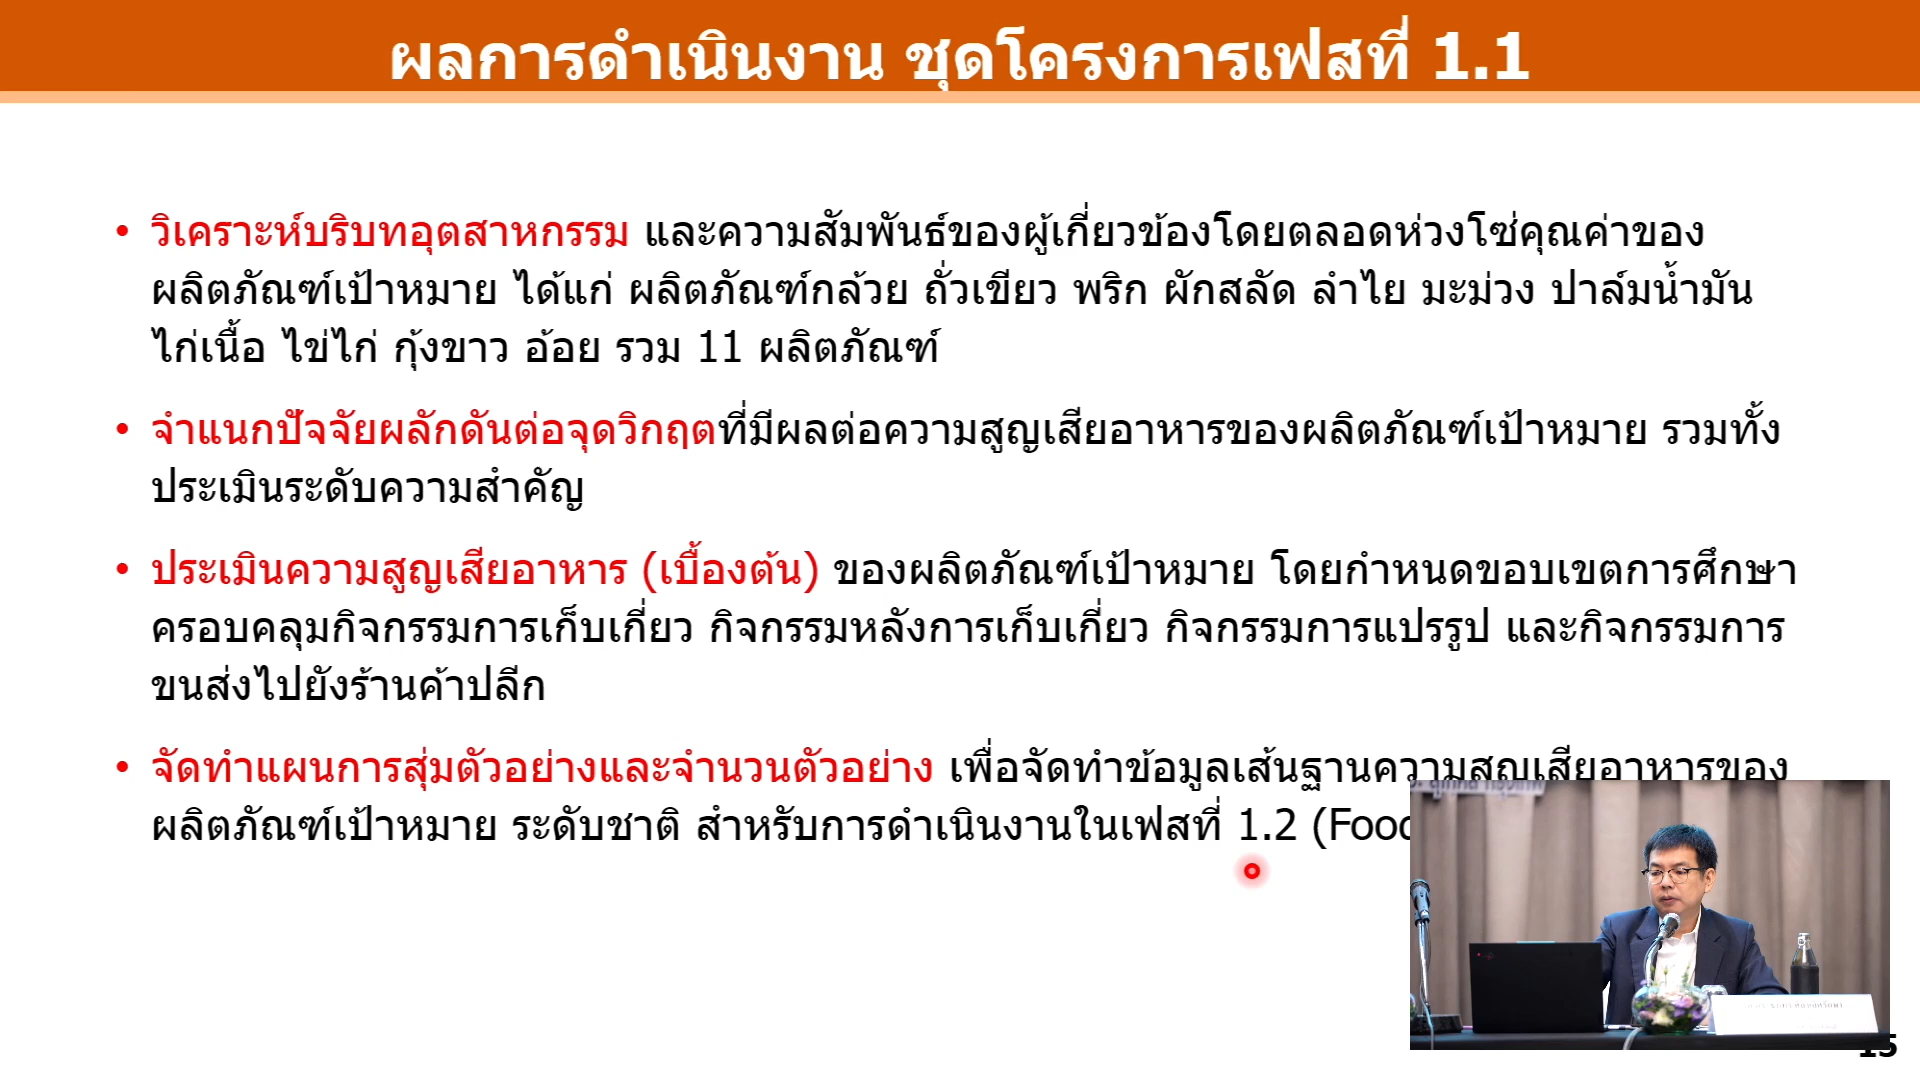 ผลการดำเนินงาน ชุดโครงการเฟสที่ 1.1
• วิเคราะห์บริบทอุตสาหกรรม และความสัมพันธ์ของผู้เกี่ยวข้องโดยตลอดห่วงโซ่คุณค่าของ
ผลิตภัณฑ์เป้าหมาย ได้แก่ ผลิตภัณฑ์กล้วย ถั่วเขียว พริก ผักสลัด ลำไย มะม่วง ปาล์มน้ำมัน
ไก่เนื้อ ไข่ไก่ กุ้งขาว อ้อย รวม 11 ผลิตภัณฑ์
• จำแนกปัจจัยผลักดันต่อจุดวิกฤตที่มีผลต่อความสูญเสียอาหารของผลิตภัณฑ์เป้าหมาย รวมทั้ง
ประเมินระดับความสำคัญ
• ประเมินความสูญเสียอาหาร (เบื้องต้น) ของผลิตภัณฑ์เป้าหมาย โดยกำหนดขอบเขตการศึกษา
ครอบคลุมกิจกรรมการเก็บเกี่ยว กิจกรรมหลังการเก็บเกี่ยว กิจกรรมการแปรรูป และกิจกรรมการ
ขนส่งไปยังร้านค้าปลีก
• จัดทำแผนการสุ่มตัวอย่างและจำนวนตัวอย่าง เพื่อจัดทำข้อมูลเส้นฐานความสูญเสียอาหารของ
ผลิตภัณฑ์เป้าหมาย ระดับชาติ สำหรับการดำเนินงานในเฟสที่ 1.2 (Food
15